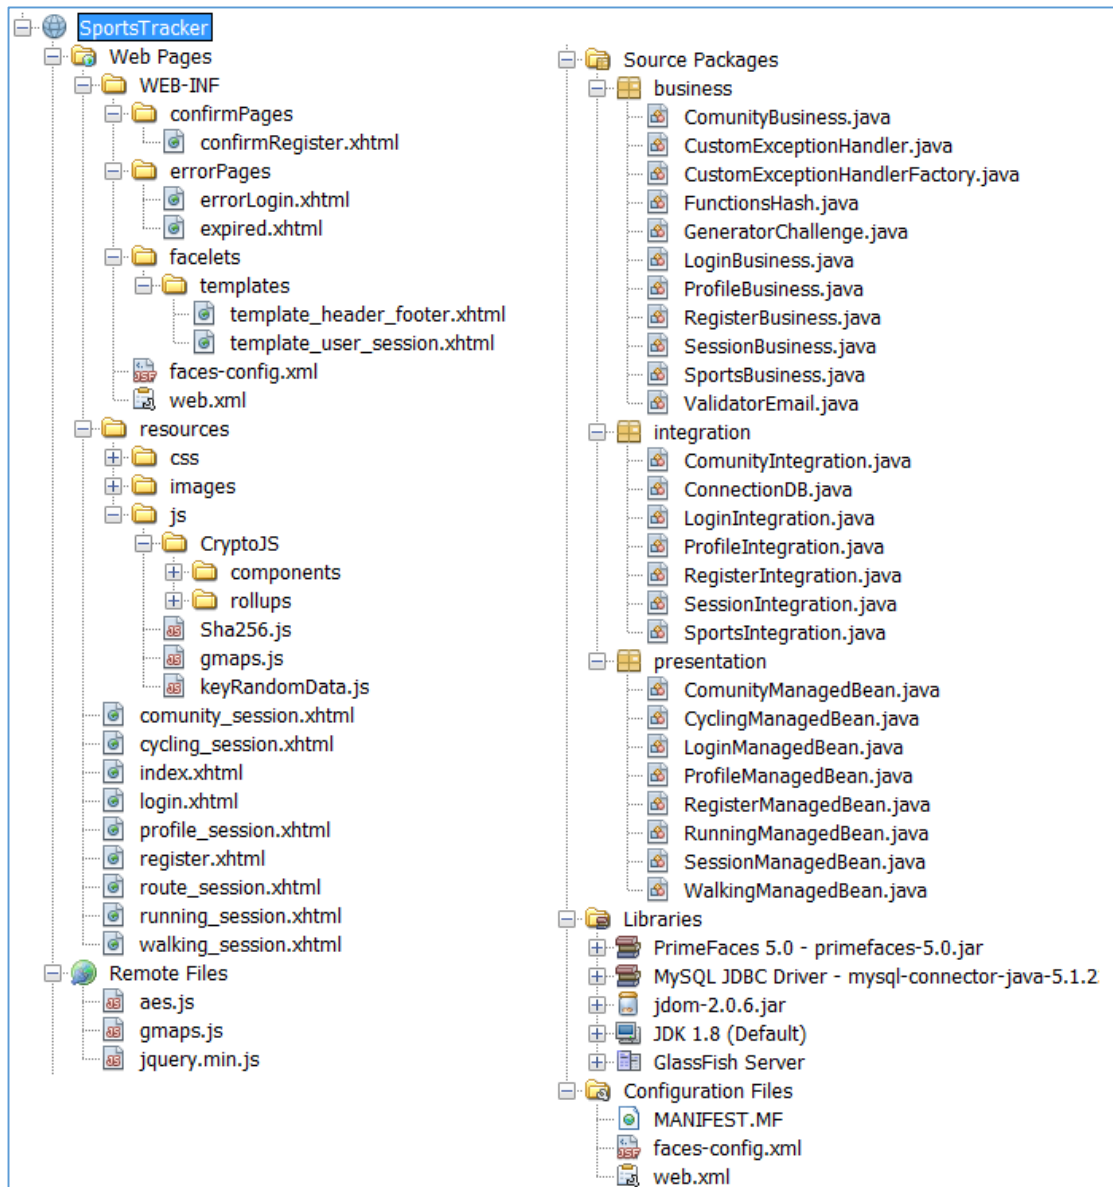 SportsTracker
Web Pages
WEB-INF
confirmPages
confirmRegister.xhtml
errorPages
errorLogin.xhtml
expired.xhtml
facelets
templates
template_header_footer.xhtml
template_user_session.xhtml
faces-config.xml
web.xml
resources
css
images
js
CryptoJS
components
rollups
Sha256.js
gmaps.js
keyRandomData.js
comunity_session.xhtml
cycling_session.xhtml
index.xhtml
login.xhtml
profile_session.xhtml
register.xhtml
route_session.xhtml
running_session.xhtml
walking_session.xhtml
Remote Files
aes.js
gmaps.js
jquery.min.js
Source Packages
business
ComunityBusiness.java
CustomExceptionHandler.java
CustomExceptionHandlerFactory.java
FunctionsHash.java
GeneratorChallenge.java
LoginBusiness.java
ProfileBusiness.java
RegisterBusiness.java
SessionBusiness.java
SportsBusiness.java
ValidatorEmail.java
integration
ComunityIntegration.java
ConnectionDB.java
LoginIntegration.java
ProfileIntegration.java
RegisterIntegration.java
SessionIntegration.java
SportsIntegration.java
presentation
ComunityManagedBean.java
CyclingManagedBean.java
LoginManagedBean.java
ProfileManagedBean.java
RegisterManagedBean.java
RunningManagedBean.java
SessionManagedBean.java
WalkingManagedBean.java
Libraries
PrimeFaces 5.0 - primefaces-5.0.jar
MySQL JDBC Driver - mysql-connector-java-5.1.2
jdom-2.0.6.jar
JDK 1.8 (Default)
GlassFish Server
Configuration Files
MANIFEST.MF
faces-config.xml
web.xml